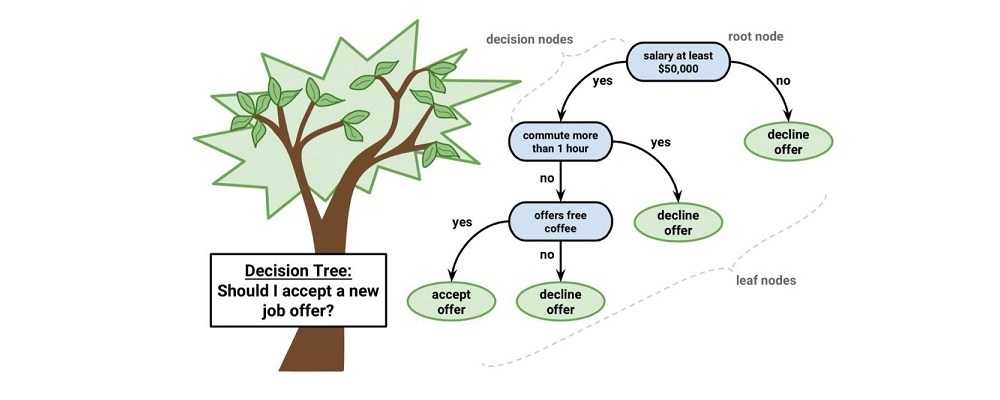 decision nodes
root node
salary at least
$50,000
yes
no
commute more
than 1 hour
decline
offer
yes
no
offers free
coffee
decline
offer
yes
no
leaf nodes
accept
offer
decline
offer
Decision Tree:
Should I accept a new
job offer?